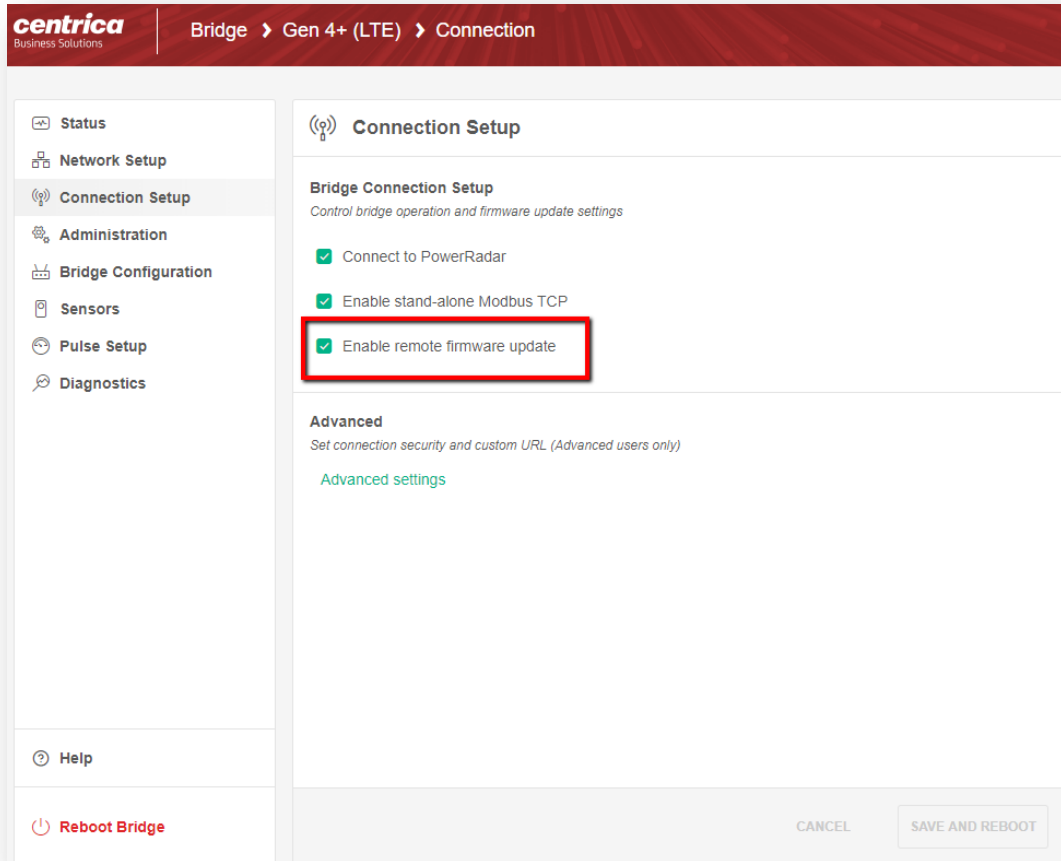 centrica
Business Solutions
Bridge > Gen 4+ (LTE) > Connection
Status
Network Setup
Connection Setup
Administration
Bridge Configuration
Sensors
Pulse Setup
Diagnostics
Help
Reboot Bridge
Connection Setup
Bridge Connection Setup
Control bridge operation and firmware update settings
Connect to PowerRadar
Enable stand-alone Modbus TCP
Enable remote firmware update
Advanced
Set connection security and custom URL (Advanced users only)
Advanced settings
CANCEL
SAVE AND REBOOT